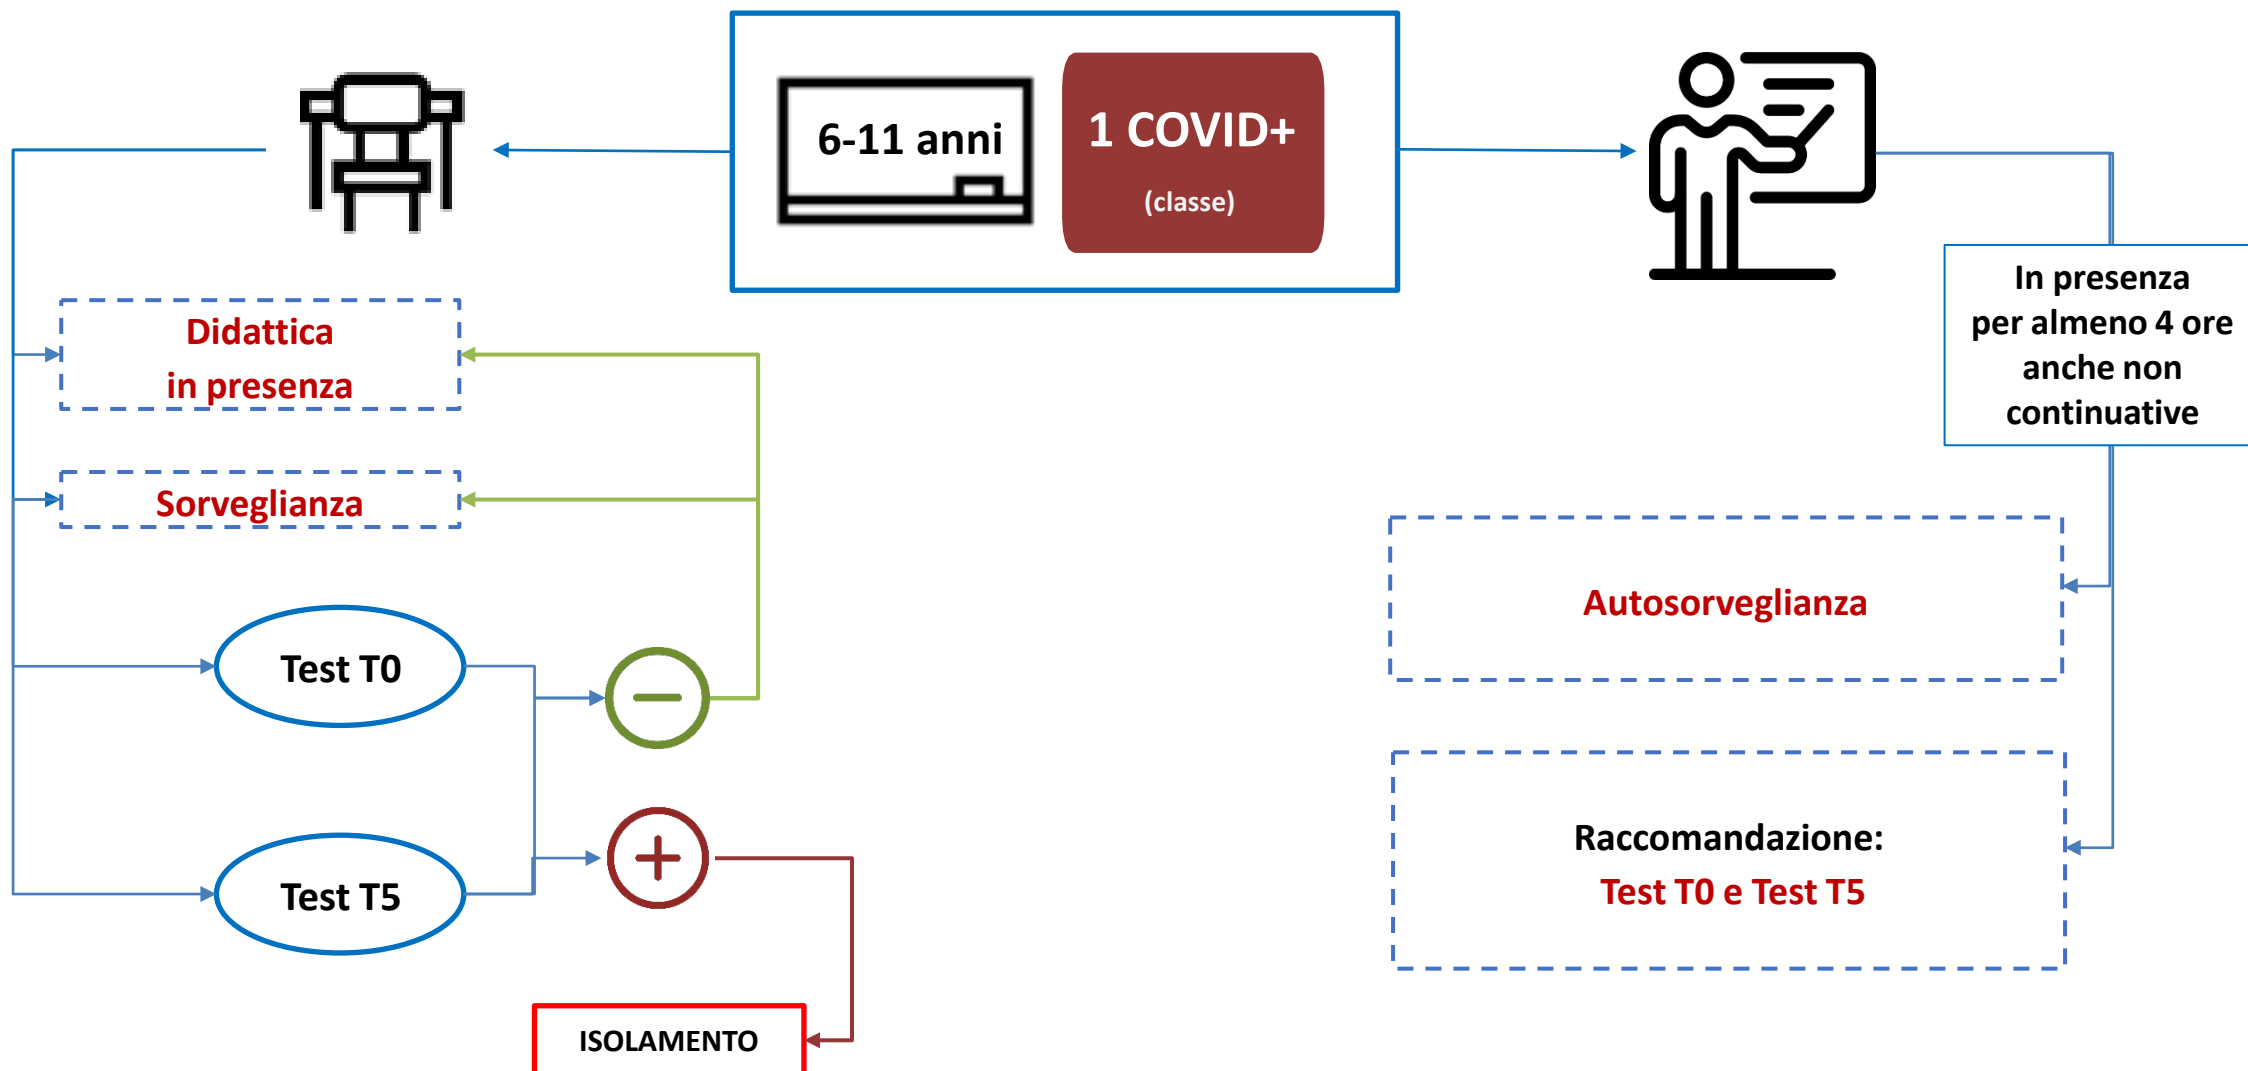 6-11 anni
1 COVID+
(classe)
In presenza
per almeno 4 ore
anche non
continuative
Didattica
in presenza
Sorveglianza
Autosorveglianza
Test T0
Test T5
Raccomandazione:
Test T0 e Test T5
ISOLAMENTO